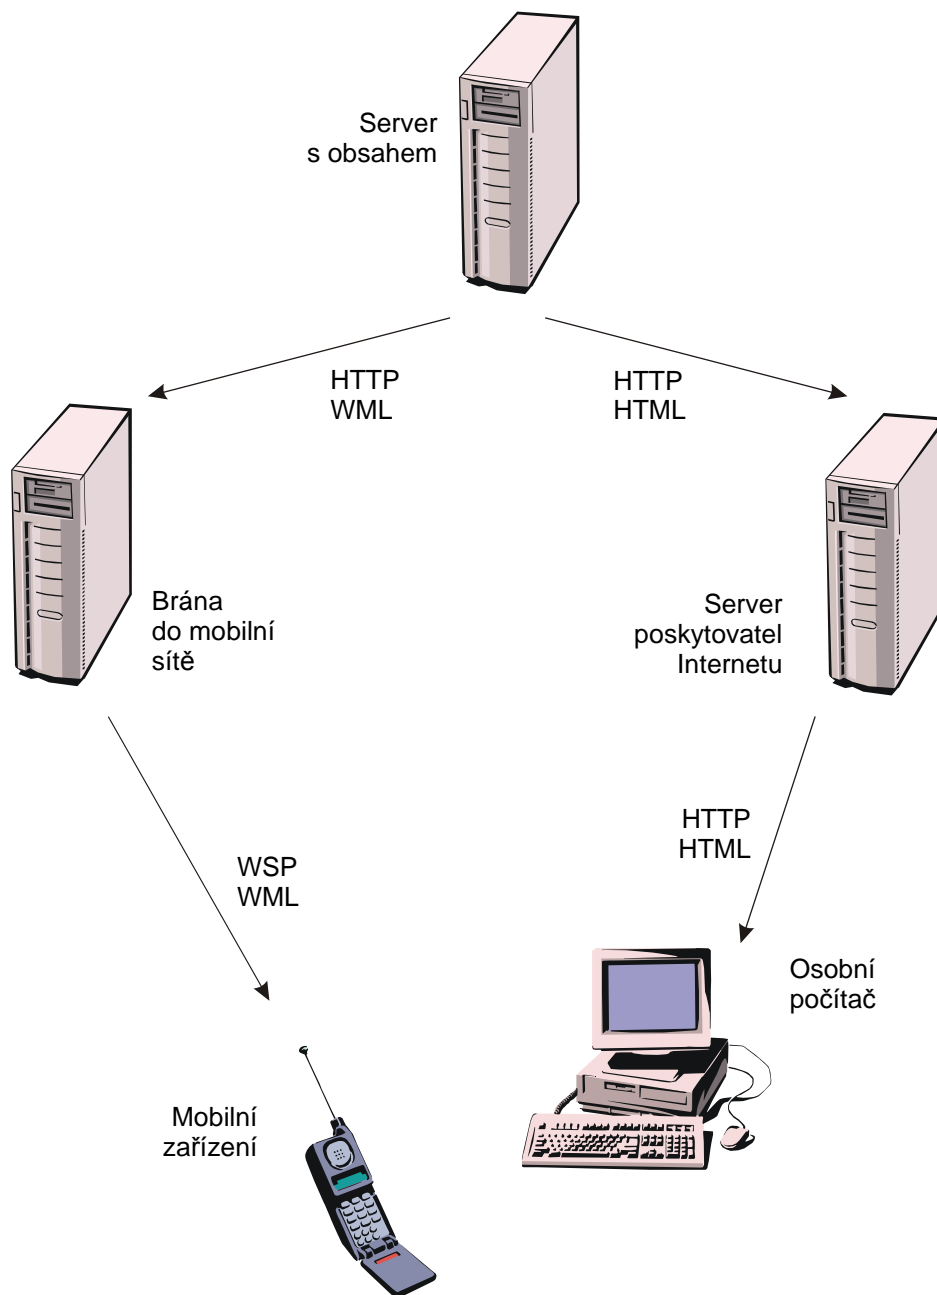 Server
s obsahem
HTTP
WML
HTTP
HTML
Brána
do mobilní
sítě
Server
poskytovatel
Internetu
WSP
WML
HTTP
HTML
Osobní
počítač
Mobilní
zařízení